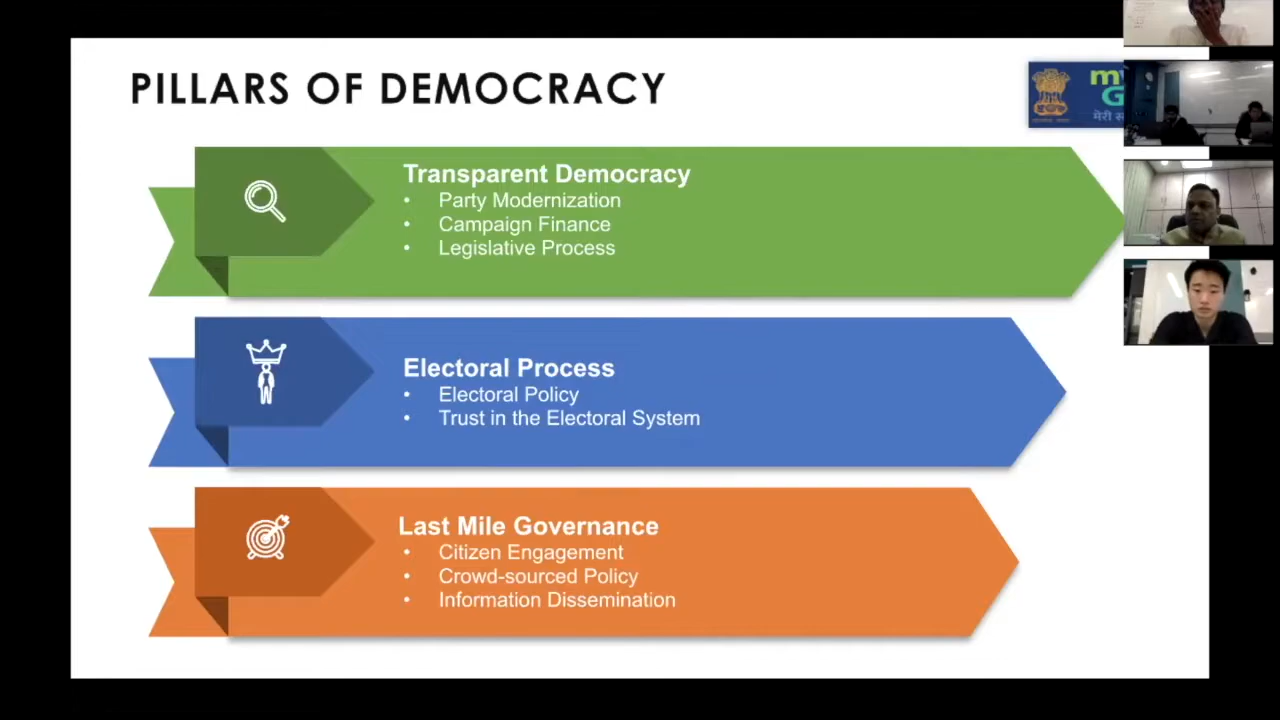 PILLARS OF DEMOCRACY
my
G
मेरी स
Transparent Democracy
• Party Modernization
• Campaign Finance
• Legislative Process
Electoral Process
• Electoral Policy
• Trust in the Electoral System
Last Mile Governance
• Citizen Engagement
• Crowd-sourced Policy
• Information Dissemination